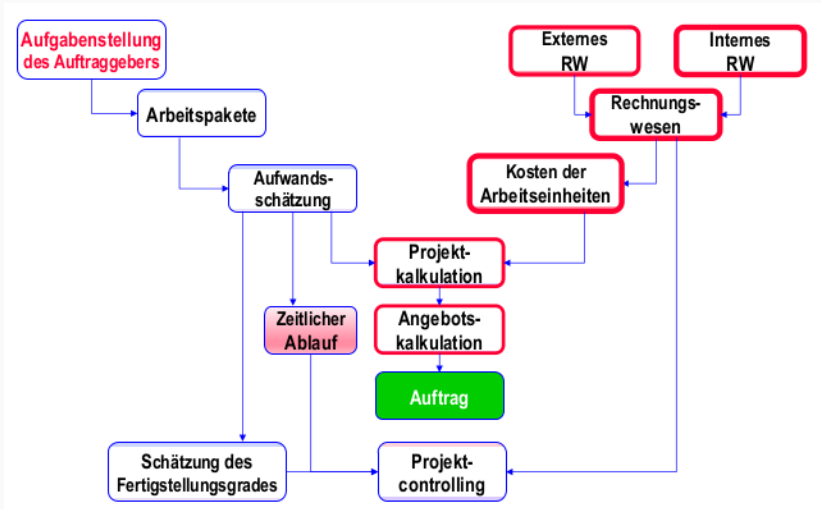 Aufgabenstellung
des Auftraggebers
Externes
RW
Internes
RW
Arbeitspakete
Rechnungs-
wesen
Aufwands-
schätzung
Kosten der
Arbeitseinheiten
Projekt-
kalkulation
Zeitlicher
Ablauf
Angebots-
kalkulation
Auftrag
Schätzung des
Fertigstellungsgrades
Projekt-
controlling